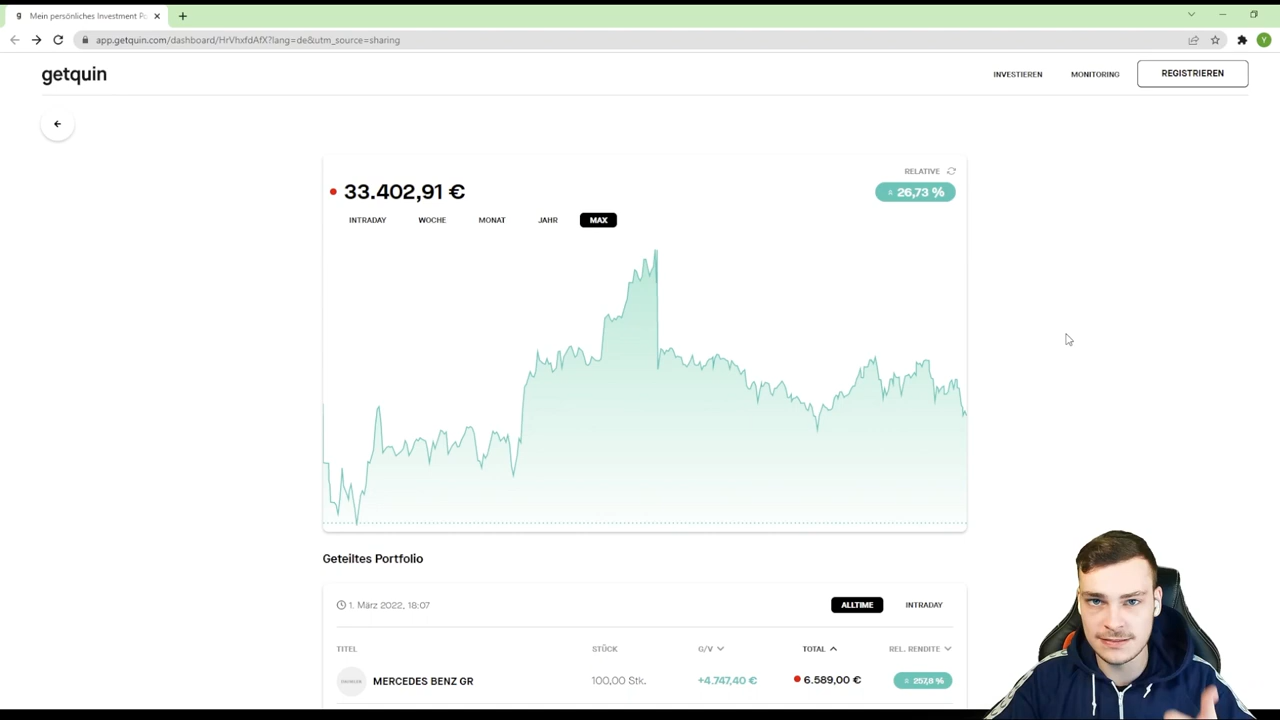 g Mein persönliches Investment Po
app.getquin.com/dashboard/HrVhxfdAfX?lang=de&utm_source=sharing
Y
getquin
INVESTIEREN
MONITORING
REGISTRIEREN
RELATIVE
33.402,91 €
26,73 %
INTRADAY
WOCHE
MONAT
JAHR
MAX
Geteiltes Portfolio
1. März 2022, 18:07
ALLTIME
INTRADAY
TITEL
STÜCK
G/V
TOTAL
REL. RENDITE
DAIMLER
MERCEDES BENZ GR
100,00 Stk.
+4.747,40 €
6.589,00 €
257,8 %